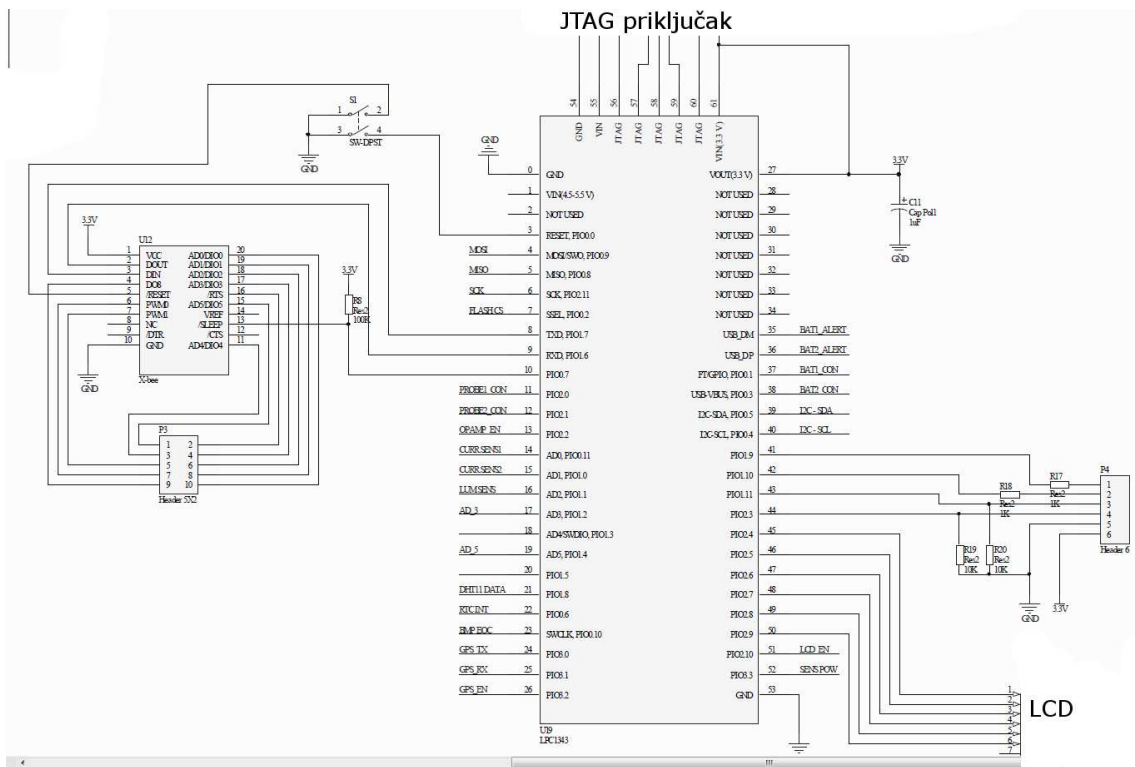 JTAG priključak
54 55 56 57 58 59 60 61
GND VIN JTAG JTAG JTAG JTAG JTAG VIN(3.3 V)
S1
1 2
3 4
SW-DPST
GND
GND
0 GND
1 VIN(4.5-5.5 V)
2 NOT USED
3 RESET, PIO0.0
MOSI 4 MOSI/SWO, PIO0.9
MISO 5 MISO, PIO0.8
SCK 6 SCK, PIO2.11
FLASH CS 7 SSEL, PIO0.2
8 TXD, PIO1.7
9 RXD, PIO1.6
10 PIO0.7
PROBE1_CON 11 PIO2.0
PROBE2_CON 12 PIO2.1
OPAMP_EN 13 PIO2.2
CURR SENS1 14 AD0, PIO0.11
CURR SENS2 15 AD1, PIO1.0
LUM SENS 16 AD2, PIO1.1
AD_3 17 AD3, PIO1.2
18 AD4/SWDIO, PIO1.3
AD_5 19 AD5, PIO1.4
20 PIO1.5
DHT11 DATA 21 PIO1.8
RTC INT 22 PIO0.6
BMP EOC 23 SWCLK, PIO0.10
GPS_TX 24 PIO3.0
GPS_RX 25 PIO3.1
GPS_EN 26 PIO3.2
VOUT(3.3 V) 27
NOT USED 28
NOT USED 29
NOT USED 30
NOT USED 31
NOT USED 32
NOT USED 33
NOT USED 34
USB_DM 35 BAT1_ALERT
USB_DP 36 BAT2_ALERT
FT/GPIO, PIO0.1 37 BAT1_CON
USB-VBUS, PIO0.3 38 BAT2_CON
I2C-SDA, PIO0.5 39 I2C - SDA
I2C-SCL, PIO0.4 40 I2C - SCL
PIO1.9 41
PIO1.10 42
PIO1.11 43
PIO2.3 44
PIO2.4 45
PIO2.5 46
PIO2.6 47
PIO2.7 48
PIO2.8 49
PIO2.9 50
PIO2.10 51 LCD_EN
PIO3.3 52 SENS POW
GND 53
U19
LPC1343
3.3V
C11
Cap Pol1
1uF
GND
3.3V
U12
1 VCC AD0/DIO0 20
2 DOUT AD1/DIO1 19
3 DIN AD2/DIO2 18
4 DO8 AD3/DIO3 17
5 /RESET /RTS 16
6 PWM0 AD5/DIO5 15
7 PWM1 VREF 14
8 NC /SLEEP 13
9 /DTR /CTS 12
10 GND AD4/DIO4 11
X-bee
GND
3.3V
R8
Res2
100K
P3
1 2
3 4
5 6
7 8
9 10
Header 5X2
R17
Res2
1K
R18
Res2
1K
R19
Res2
10K
R20
Res2
10K
P4
1
2
3
4
5
6
Header 6
GND
3.3V
1
2
3
4
5
6
7
LCD